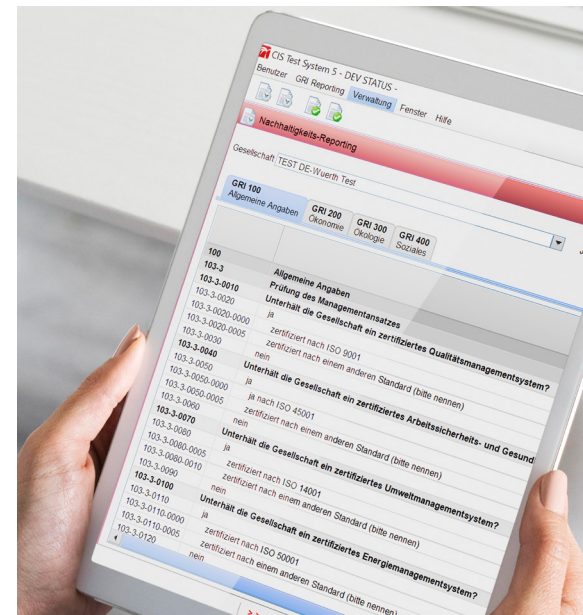 CIS Test System 5 - DEV STATUS -
Benutzer GRI Reporting Verwaltung Fenster Hilfe
Nachhaltigkeits-Reporting
Gesellschaft TEST DE-Wuerth Test
GRI 100 GRI 200 GRI 300 GRI 400
Allgemeine Angaben Ökonomie Ökologie Soziales
100 Allgemeine Angaben
103-3 Prüfung des Managementansatzes
103-3-0010 Unterhält die Gesellschaft ein zertifiziertes Qualitätsmanagementsystem?
103-3-0020 ja
103-3-0020-0000 zertifiziert nach ISO 9001
103-3-0020-0005 zertifiziert nach einem anderen Standard (bitte nennen)
103-3-0030 nein
103-3-0040 Unterhält die Gesellschaft ein zertifiziertes Arbeitssicherheits- und Gesund
103-3-0050 ja
103-3-0050-0000 ja nach ISO 45001
103-3-0050-0005 zertifiziert nach einem anderen Standard (bitte nennen)
103-3-0060 nein
103-3-0070 Unterhält die Gesellschaft ein zertifiziertes Umweltmanagementsystem?
103-3-0080 ja
103-3-0080-0005 zertifiziert nach ISO 14001
103-3-0080-0010 zertifiziert nach einem anderen Standard (bitte nennen)
103-3-0090 nein
103-3-0100 Unterhält die Gesellschaft ein zertifiziertes Energiemanagementsystem?
103-3-0110 ja
103-3-0110-0000 zertifiziert nach ISO 50001
103-3-0110-0005 zertifiziert nach einem anderen Standard (bitte nennen)
103-3-0120 nein